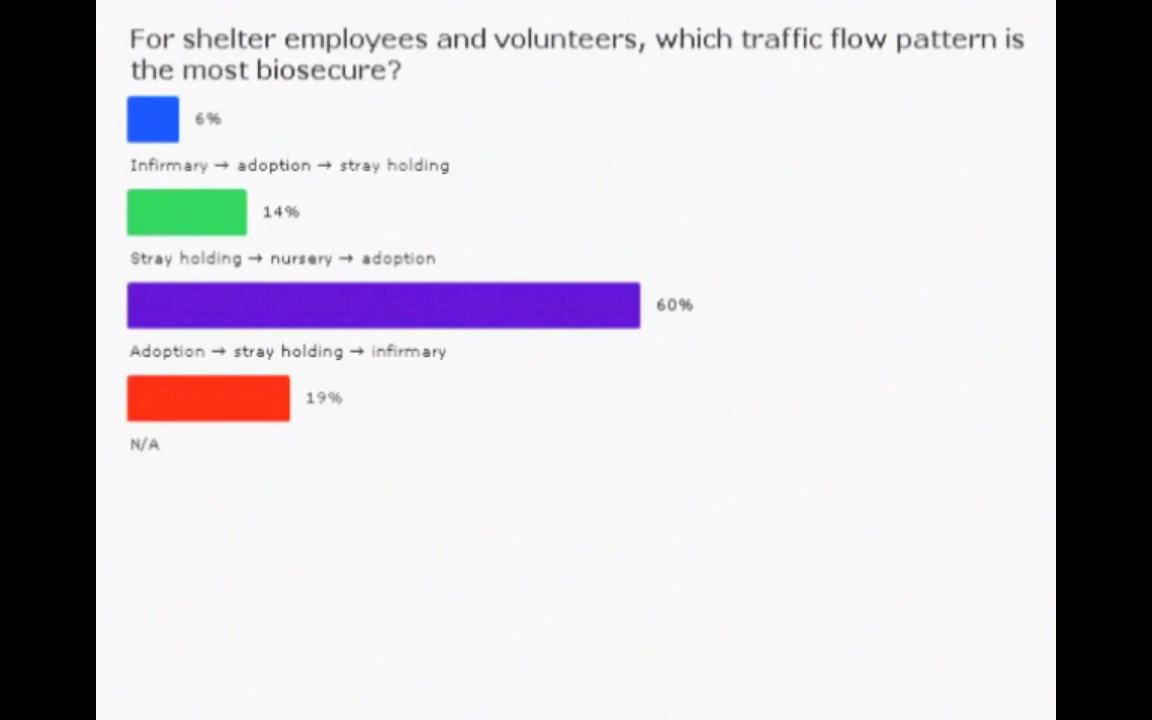 For shelter employees and volunteers, which traffic flow pattern is
the most biosecure?
6%
Infirmary → adoption → stray holding
14%
Stray holding → nursery → adoption
60%
Adoption → stray holding → infirmary
19%
N/A